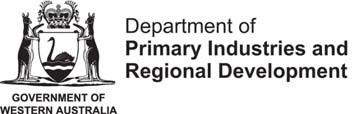 Department of
Primary Industries and
Regional Development
GOVERNMENT OF
WESTERN AUSTRALIA